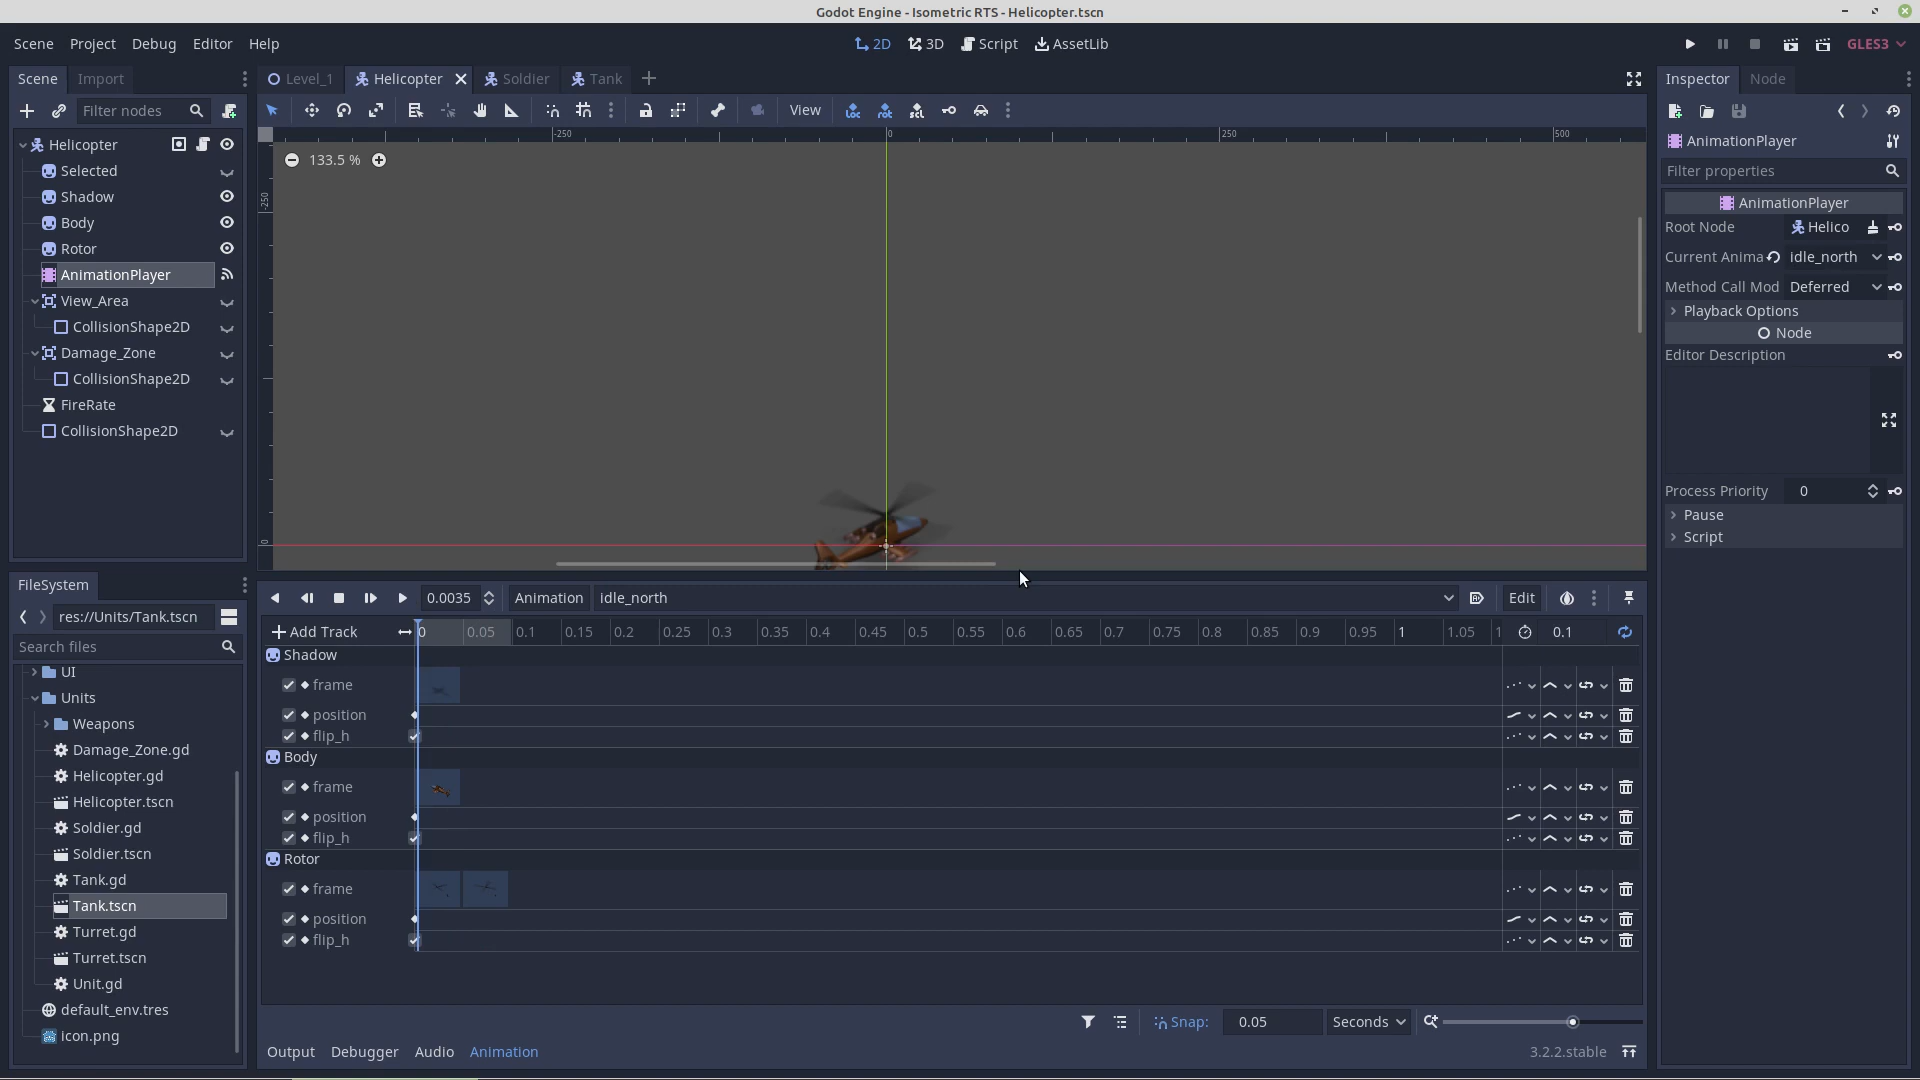 Godot Engine - Isometric RTS - Helicopter.tscn
Scene Project Debug Editor Help 2D 3D Script AssetLib GLES3
Scene Import Level_1 Helicopter Soldier Tank Inspector Node
Filter nodes View
-250 0 250 500
Helicopter
Selected
Shadow
Body
Rotor
AnimationPlayer
View_Area
CollisionShape2D
Damage_Zone
CollisionShape2D
FireRate
CollisionShape2D
133.5 %
-250
0
AnimationPlayer
Filter properties
AnimationPlayer
Root Node Helico
Current Anima idle_north
Method Call Mod Deferred
Playback Options
Node
Editor Description
Process Priority 0
Pause
Script
FileSystem
res://Units/Tank.tscn
Search files
UI
Units
Weapons
Damage_Zone.gd
Helicopter.gd
Helicopter.tscn
Soldier.gd
Soldier.tscn
Tank.gd
Tank.tscn
Turret.gd
Turret.tscn
Unit.gd
default_env.tres
icon.png
0.0035 Animation idle_north Edit
Add Track 0 0.05 0.1 0.15 0.2 0.25 0.3 0.35 0.4 0.45 0.5 0.55 0.6 0.65 0.7 0.75 0.8 0.85 0.9 0.95 1 1.05 1 0.1
Shadow
frame
position
flip_h
Body
frame
position
flip_h
Rotor
frame
position
flip_h
Snap: 0.05 Seconds
Output Debugger Audio Animation 3.2.2.stable